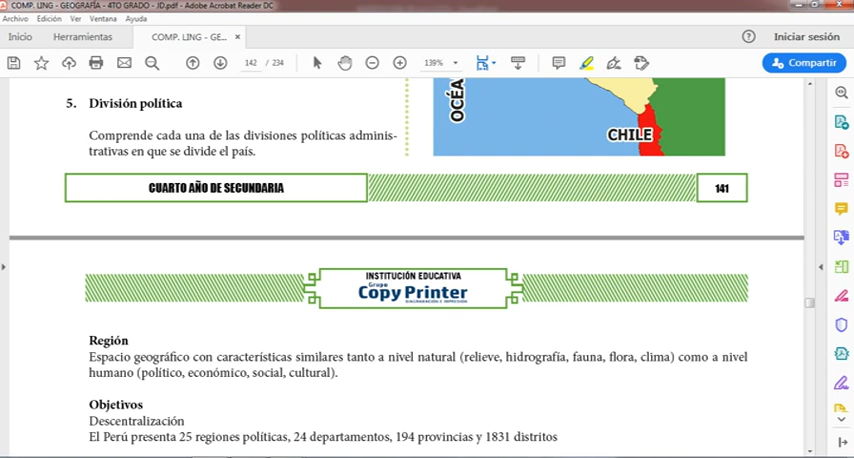 COMP. LING - GEOGRAFÍA - 4TO GRADO - JD.pdf - Adobe Acrobat Reader DC
Archivo Edición Ver Ventana Ayuda
Inicio Herramientas COMP. LING - GE... × Iniciar sesión
142 / 234 139% Compartir
5. División política
Comprende cada una de las divisiones políticas adminis-
trativas en que se divide el país.
OCÉA
CHILE
CUARTO AÑO DE SECUNDARIA 141
INSTITUCIÓN EDUCATIVA
Grupo
Copy Printer
DIAGRAMACIÓN E IMPRESIÓN
Región
Espacio geográfico con características similares tanto a nivel natural (relieve, hidrografía, fauna, flora, clima) como a nivel
humano (político, económico, social, cultural).
Objetivos
Descentralización
El Perú presenta 25 regiones políticas, 24 departamentos, 194 provincias y 1831 distritos